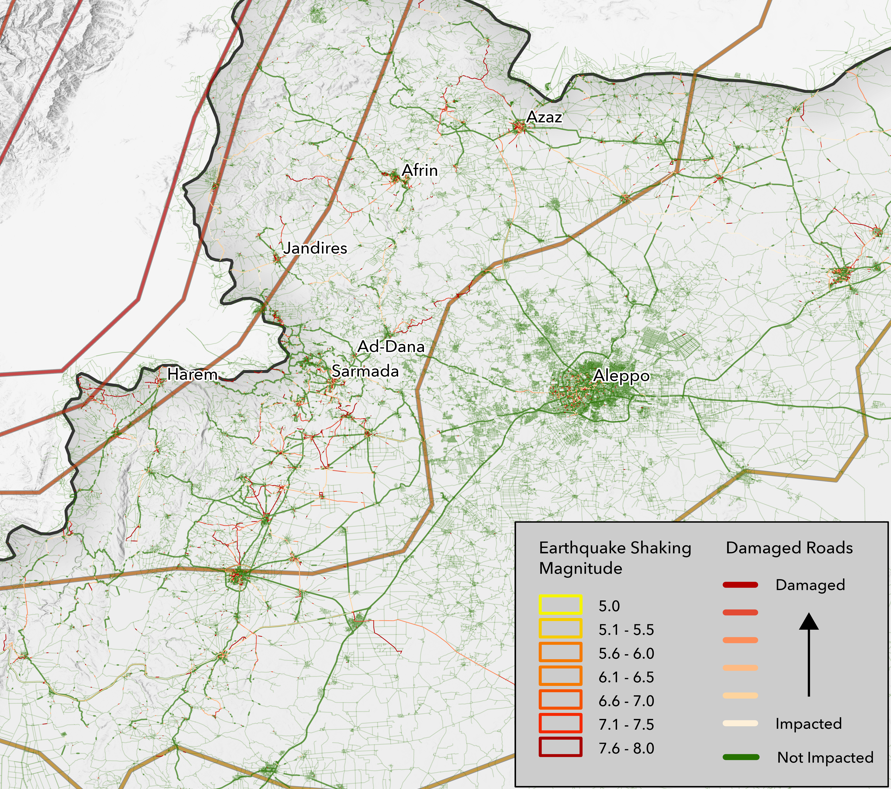 Azaz
Afrin
Jandires
Ad-Dana
Harem
Sarmada
Aleppo
Earthquake Shaking
Magnitude
5.0
5.1 - 5.5
5.6 - 6.0
6.1 - 6.5
6.6 - 7.0
7.1 - 7.5
7.6 - 8.0
Damaged Roads
Damaged
Impacted
Not Impacted